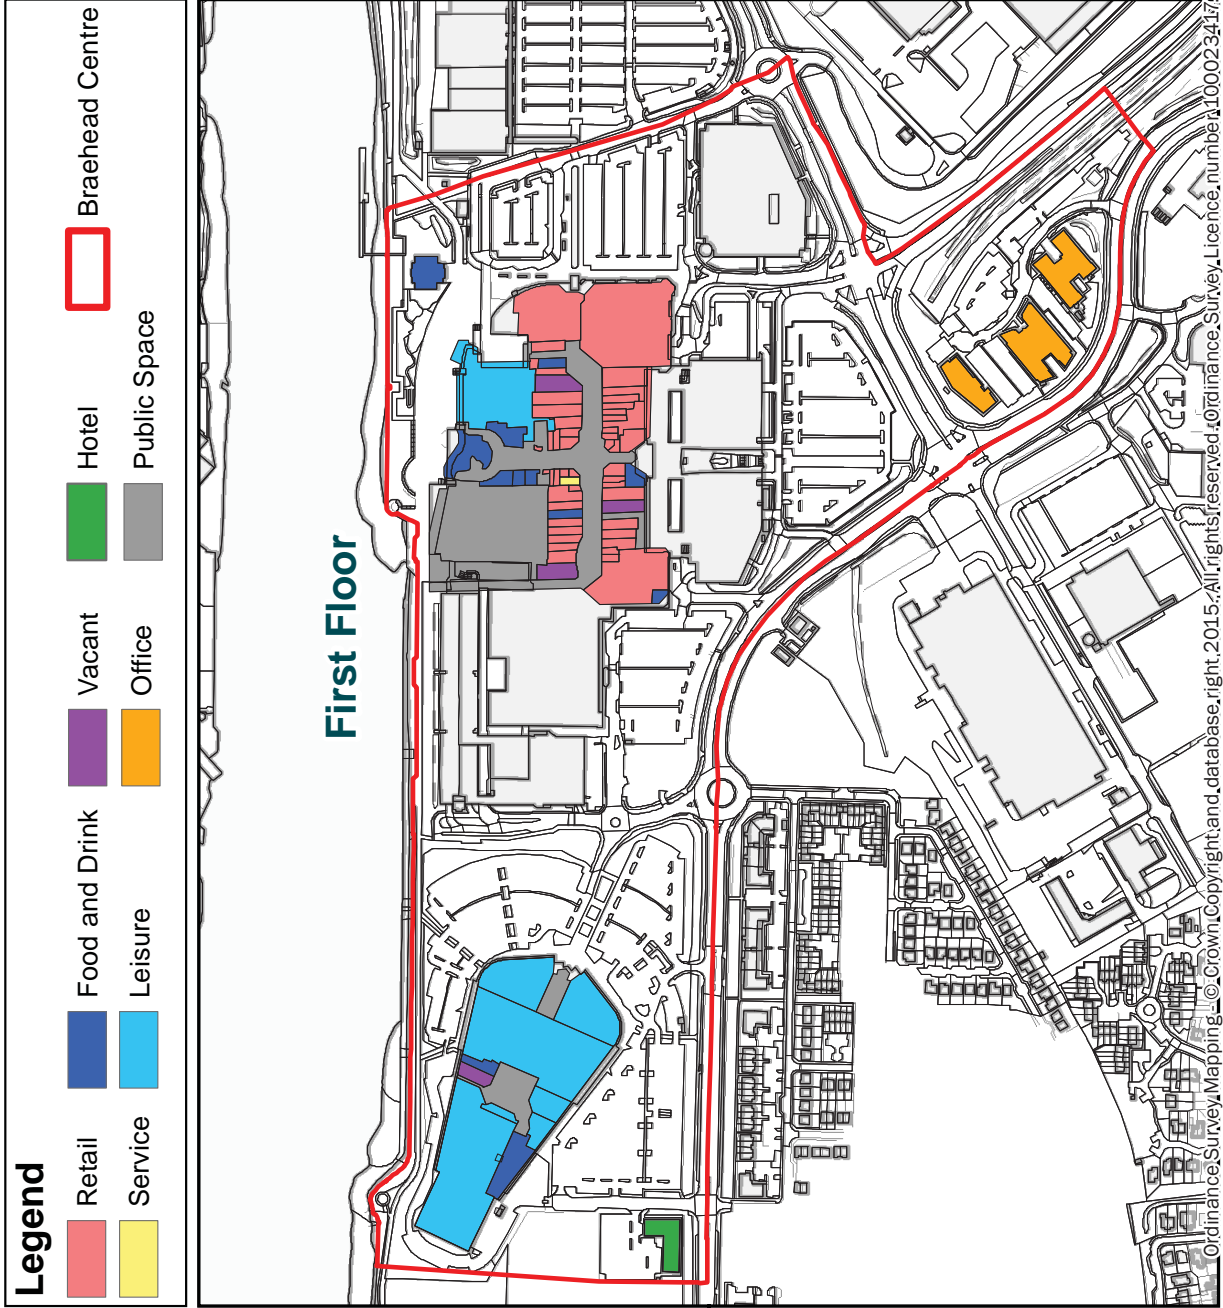 Legend
Retail
Food and Drink
Vacant
Hotel
Braehead Centre
Service
Leisure
Office
Public Space
First Floor
Ordinance Survey Mapping - © Crown Copyright and database right 2015. All rights reserved. ordinance Survey Licence number 100023417.